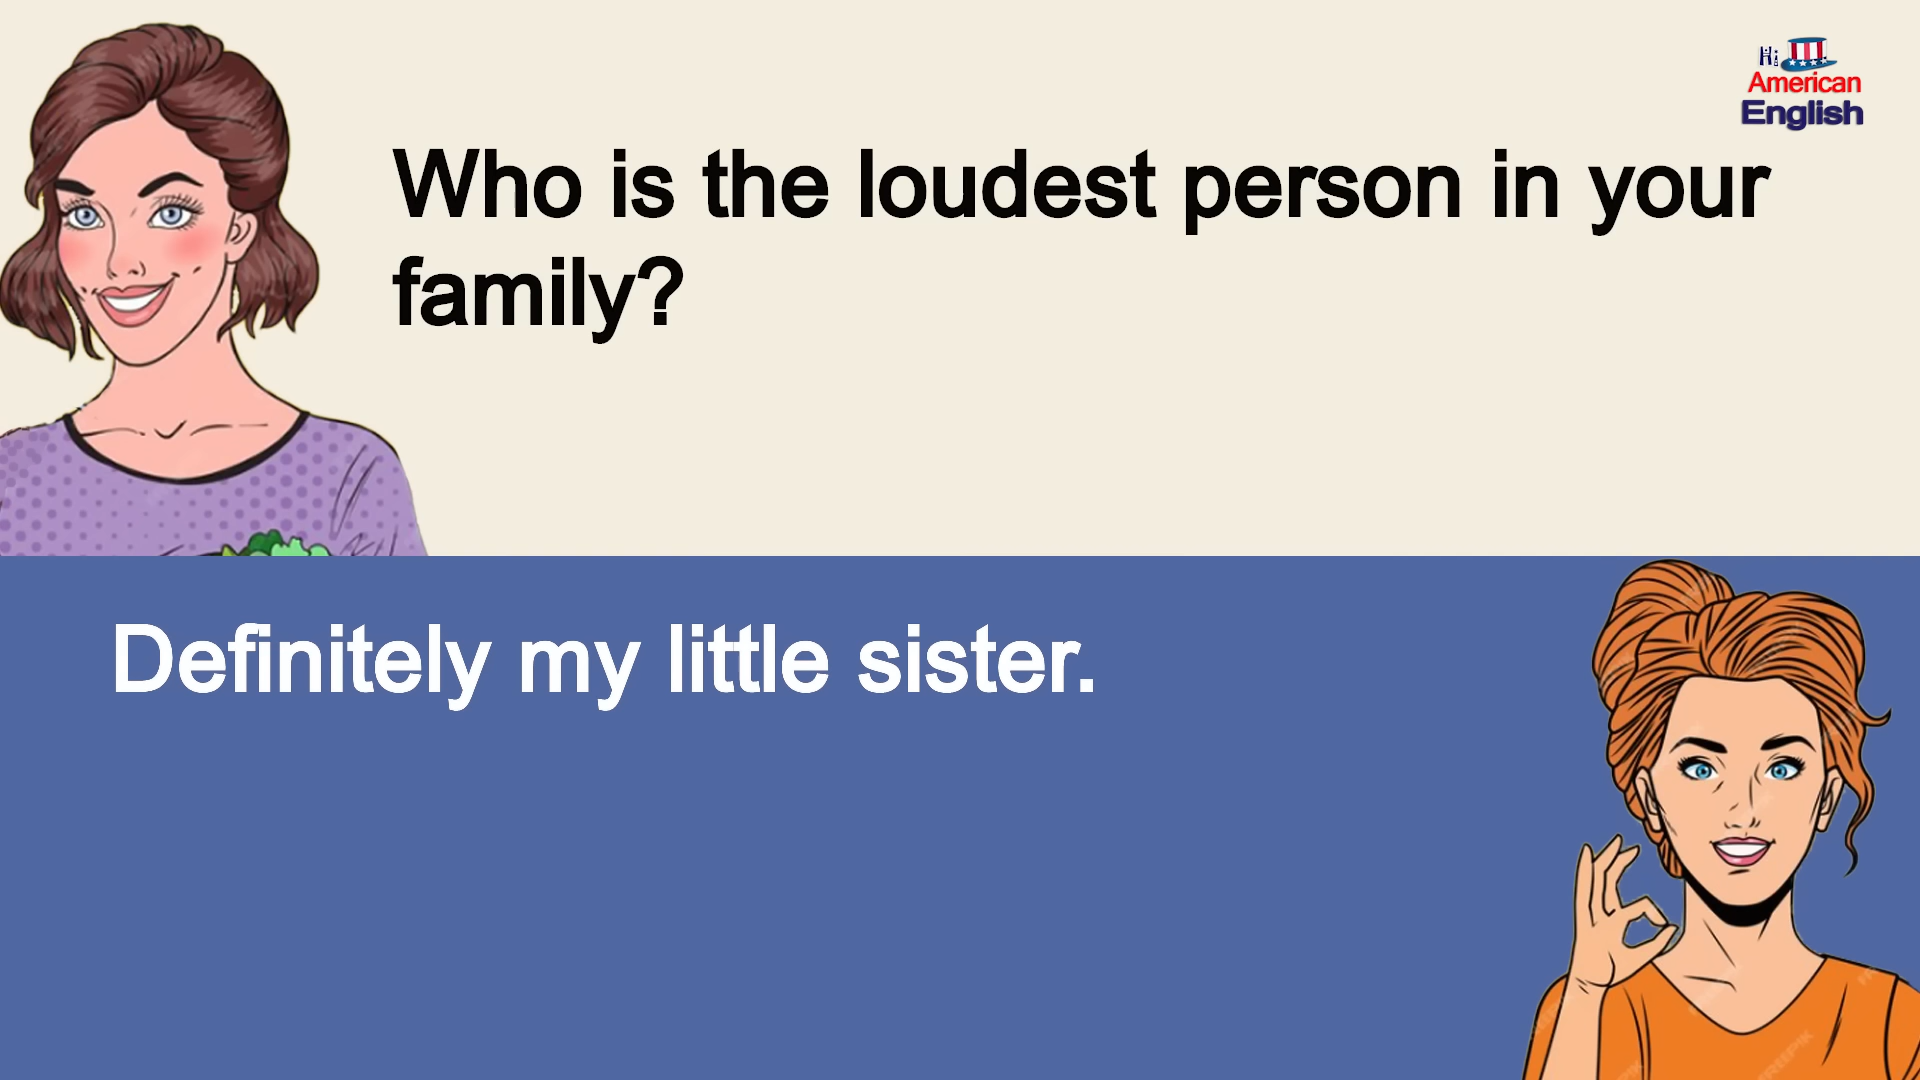 Hi
American
English
Who is the loudest person in your
family?
Definitely my little sister.